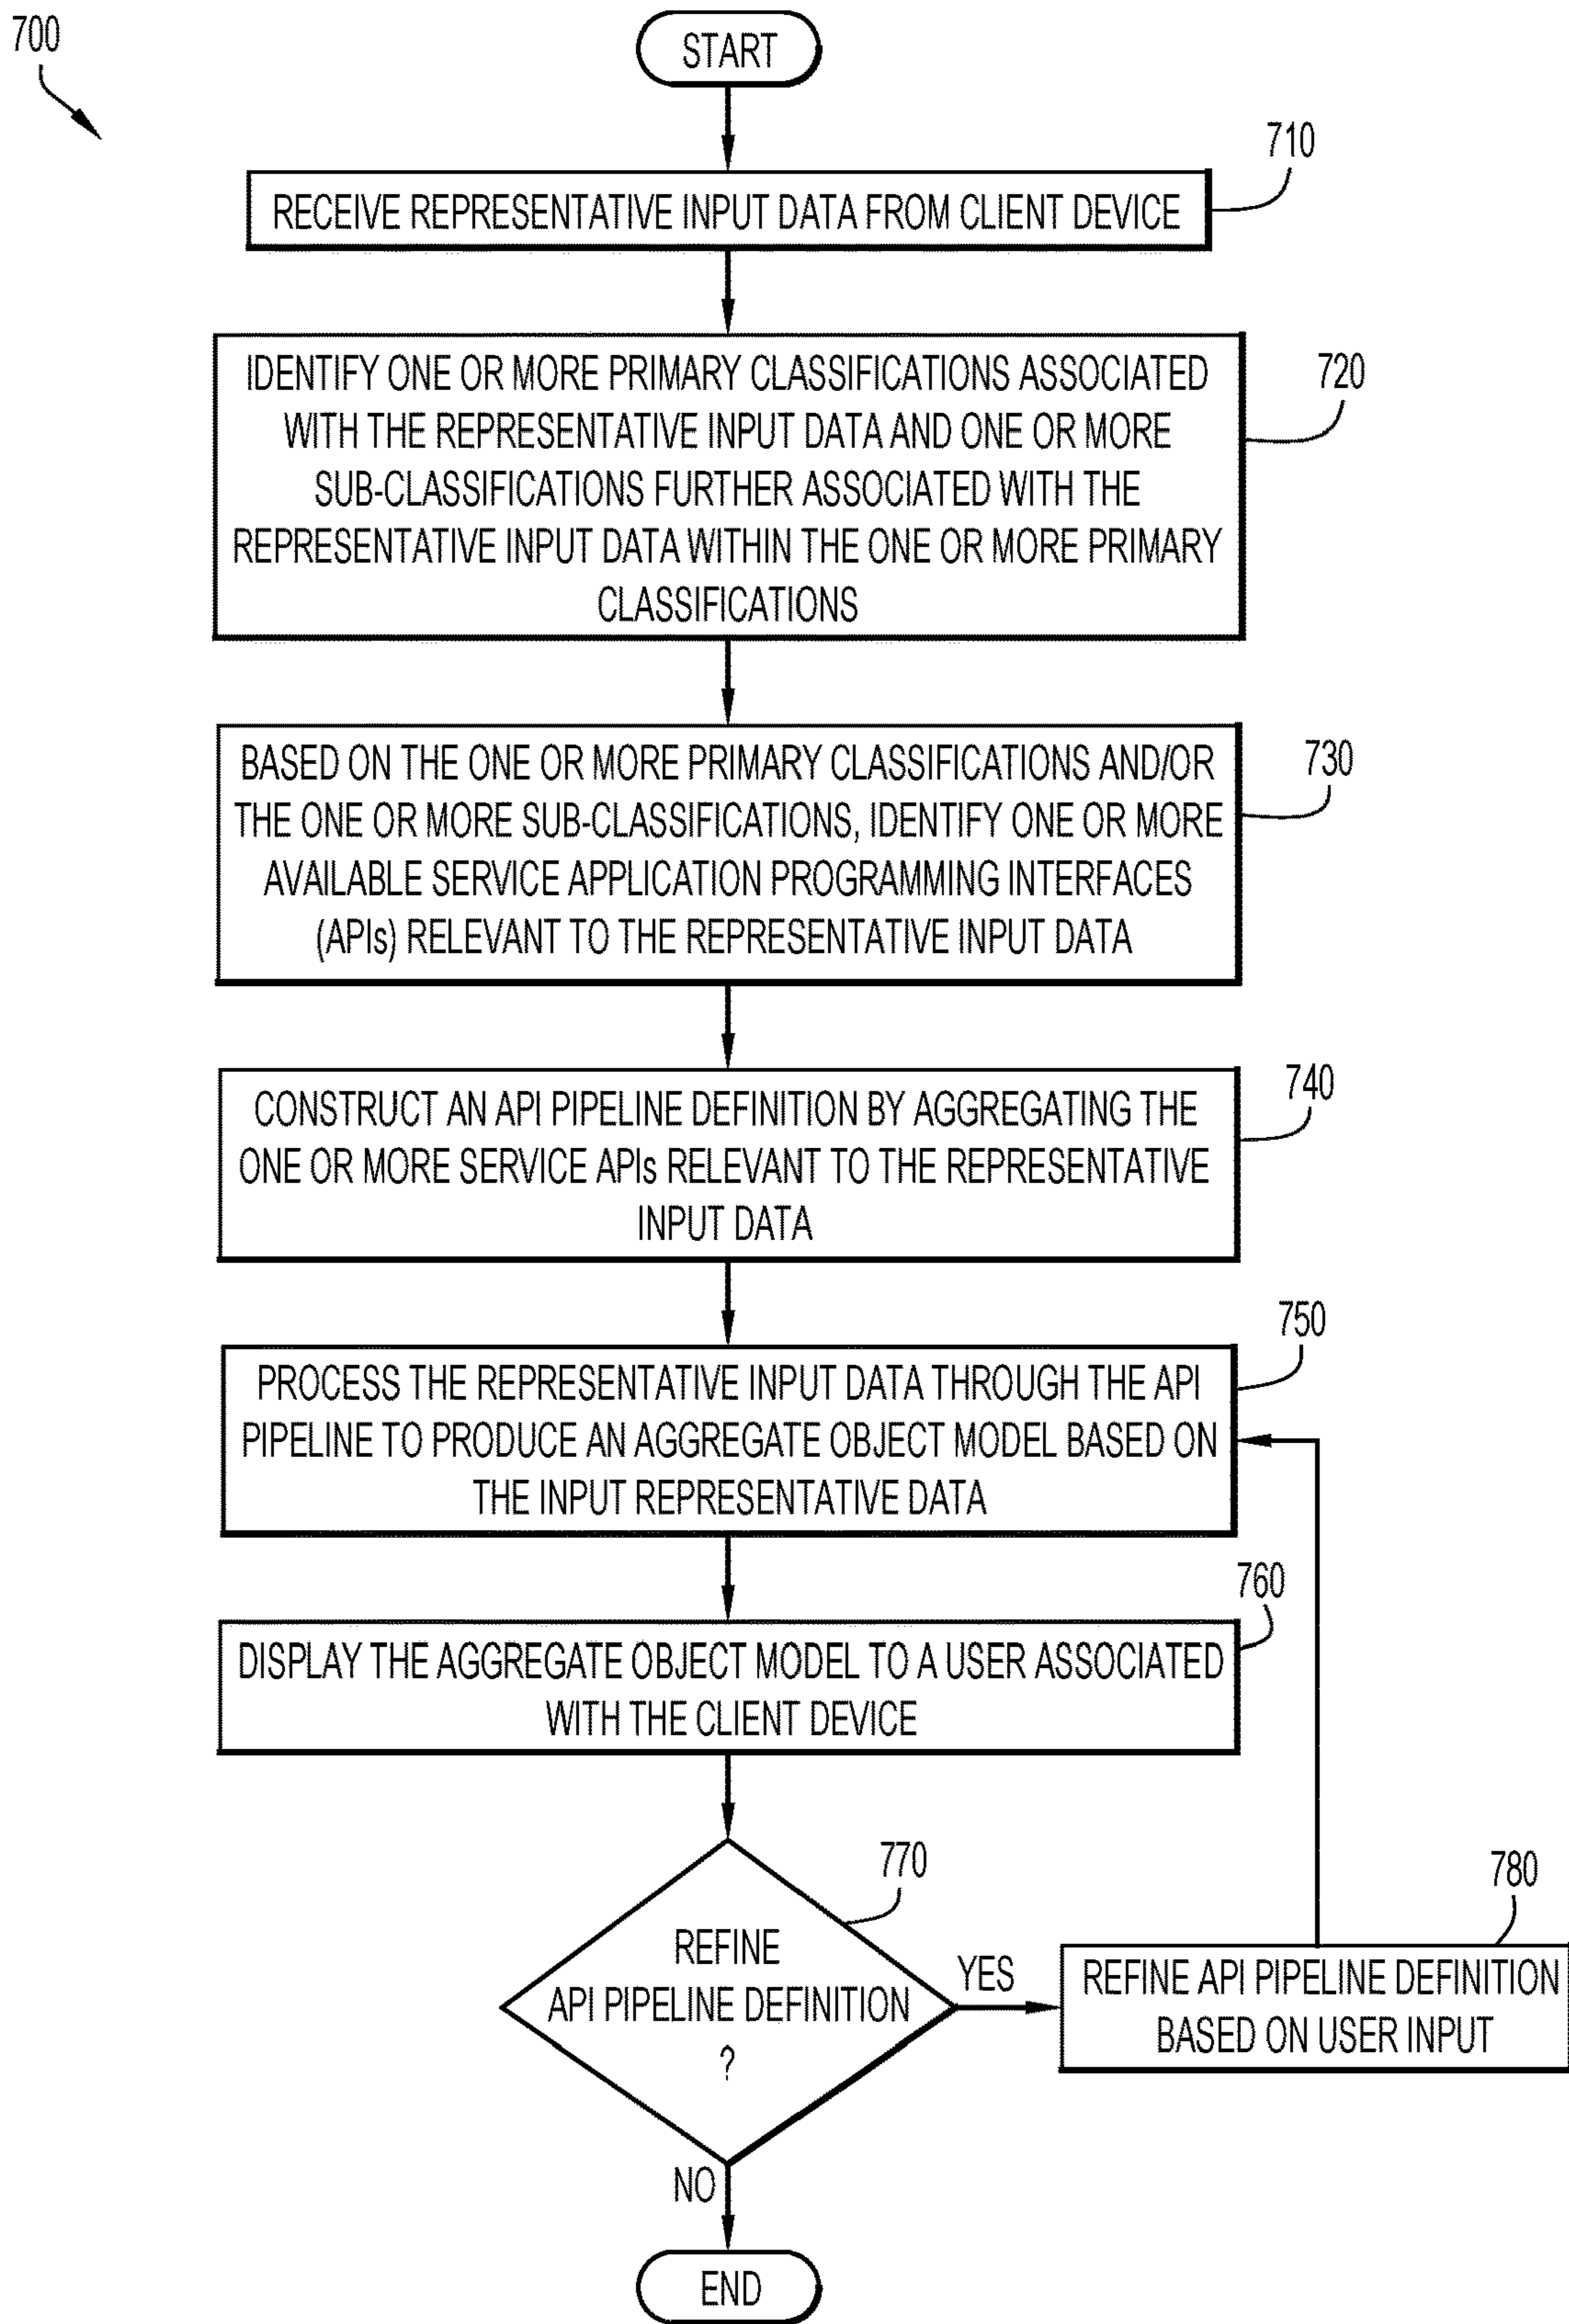 700
START
710
RECEIVE REPRESENTATIVE INPUT DATA FROM CLIENT DEVICE
720
IDENTIFY ONE OR MORE PRIMARY CLASSIFICATIONS ASSOCIATED
WITH THE REPRESENTATIVE INPUT DATA AND ONE OR MORE
SUB-CLASSIFICATIONS FURTHER ASSOCIATED WITH THE
REPRESENTATIVE INPUT DATA WITHIN THE ONE OR MORE PRIMARY
CLASSIFICATIONS
730
BASED ON THE ONE OR MORE PRIMARY CLASSIFICATIONS AND/OR
THE ONE OR MORE SUB-CLASSIFICATIONS, IDENTIFY ONE OR MORE
AVAILABLE SERVICE APPLICATION PROGRAMMING INTERFACES
(APIs) RELEVANT TO THE REPRESENTATIVE INPUT DATA
740
CONSTRUCT AN API PIPELINE DEFINITION BY AGGREGATING THE
ONE OR MORE SERVICE APIs RELEVANT TO THE REPRESENTATIVE
INPUT DATA
750
PROCESS THE REPRESENTATIVE INPUT DATA THROUGH THE API
PIPELINE TO PRODUCE AN AGGREGATE OBJECT MODEL BASED ON
THE INPUT REPRESENTATIVE DATA
760
DISPLAY THE AGGREGATE OBJECT MODEL TO A USER ASSOCIATED
WITH THE CLIENT DEVICE
770
REFINE
API PIPELINE DEFINITION
?
YES
780
REFINE API PIPELINE DEFINITION
BASED ON USER INPUT
NO
END